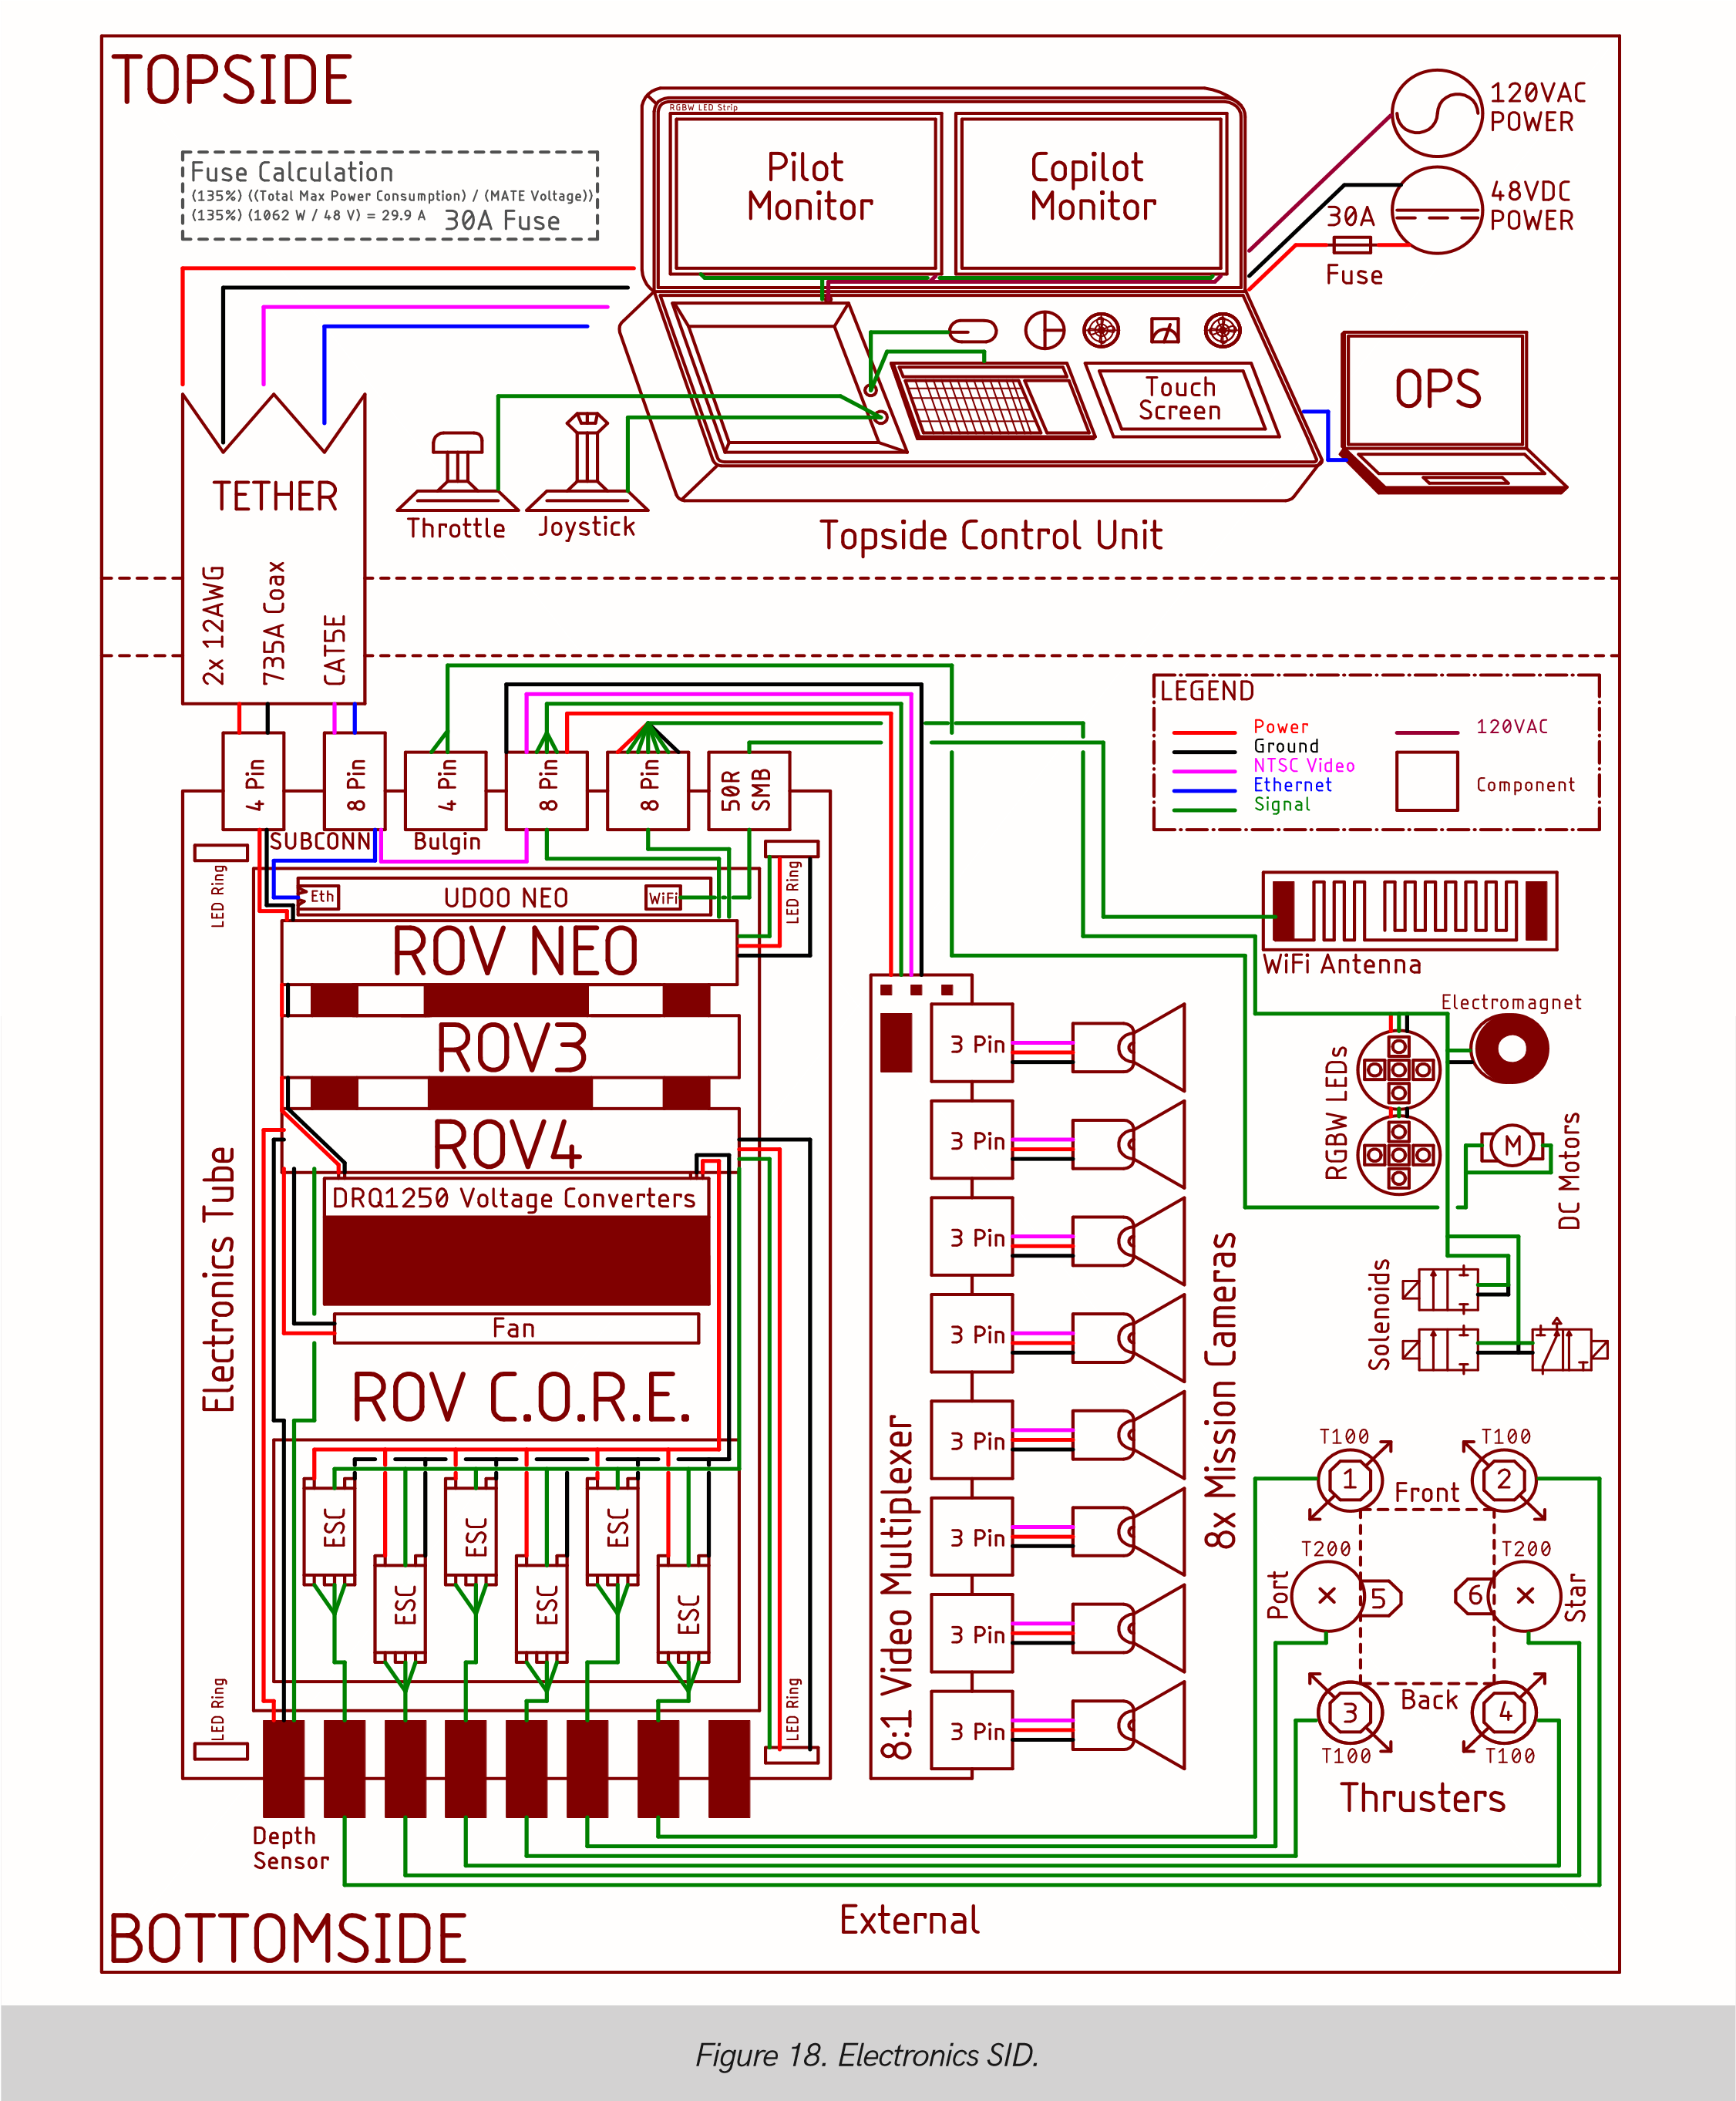 TOPSIDE
RGBW LED Strip
Pilot
Monitor
Copilot
Monitor
120VAC
POWER
48VDC
POWER
30A
Fuse
Fuse Calculation
(135%) ((Total Max Power Consumption) / (MATE Voltage))
(135%) (1062 W / 48 V) = 29.9 A 30A Fuse
Touch
Screen
OPS
TETHER
Throttle
Joystick
Topside Control Unit
2x 12AWG
735A Coax
CAT5E
LEGEND
Power
Ground
NTSC Video
Ethernet
Signal
120VAC
Component
4 Pin
8 Pin
4 Pin
8 Pin
8 Pin
50R
SMB
SUBCONN
Bulgin
LED Ring
LED Ring
Eth
UDOO NEO
WiFi
ROV NEO
ROV3
ROV4
DRQ1250 Voltage Converters
Fan
ROV C.O.R.E.
Electronics Tube
ESC
ESC
ESC
ESC
ESC
ESC
LED Ring
LED Ring
Depth
Sensor
3 Pin
3 Pin
3 Pin
3 Pin
3 Pin
3 Pin
3 Pin
3 Pin
8:1 Video Multiplexer
8x Mission Cameras
WiFi Antenna
Electromagnet
RGBW LEDs
M
DC Motors
Solenoids
T100
T100
1
2
Front
T200
T200
Port
5
6
Star
3
4
Back
T100
T100
Thrusters
External
BOTTOMSIDE
Figure 18. Electronics SID.